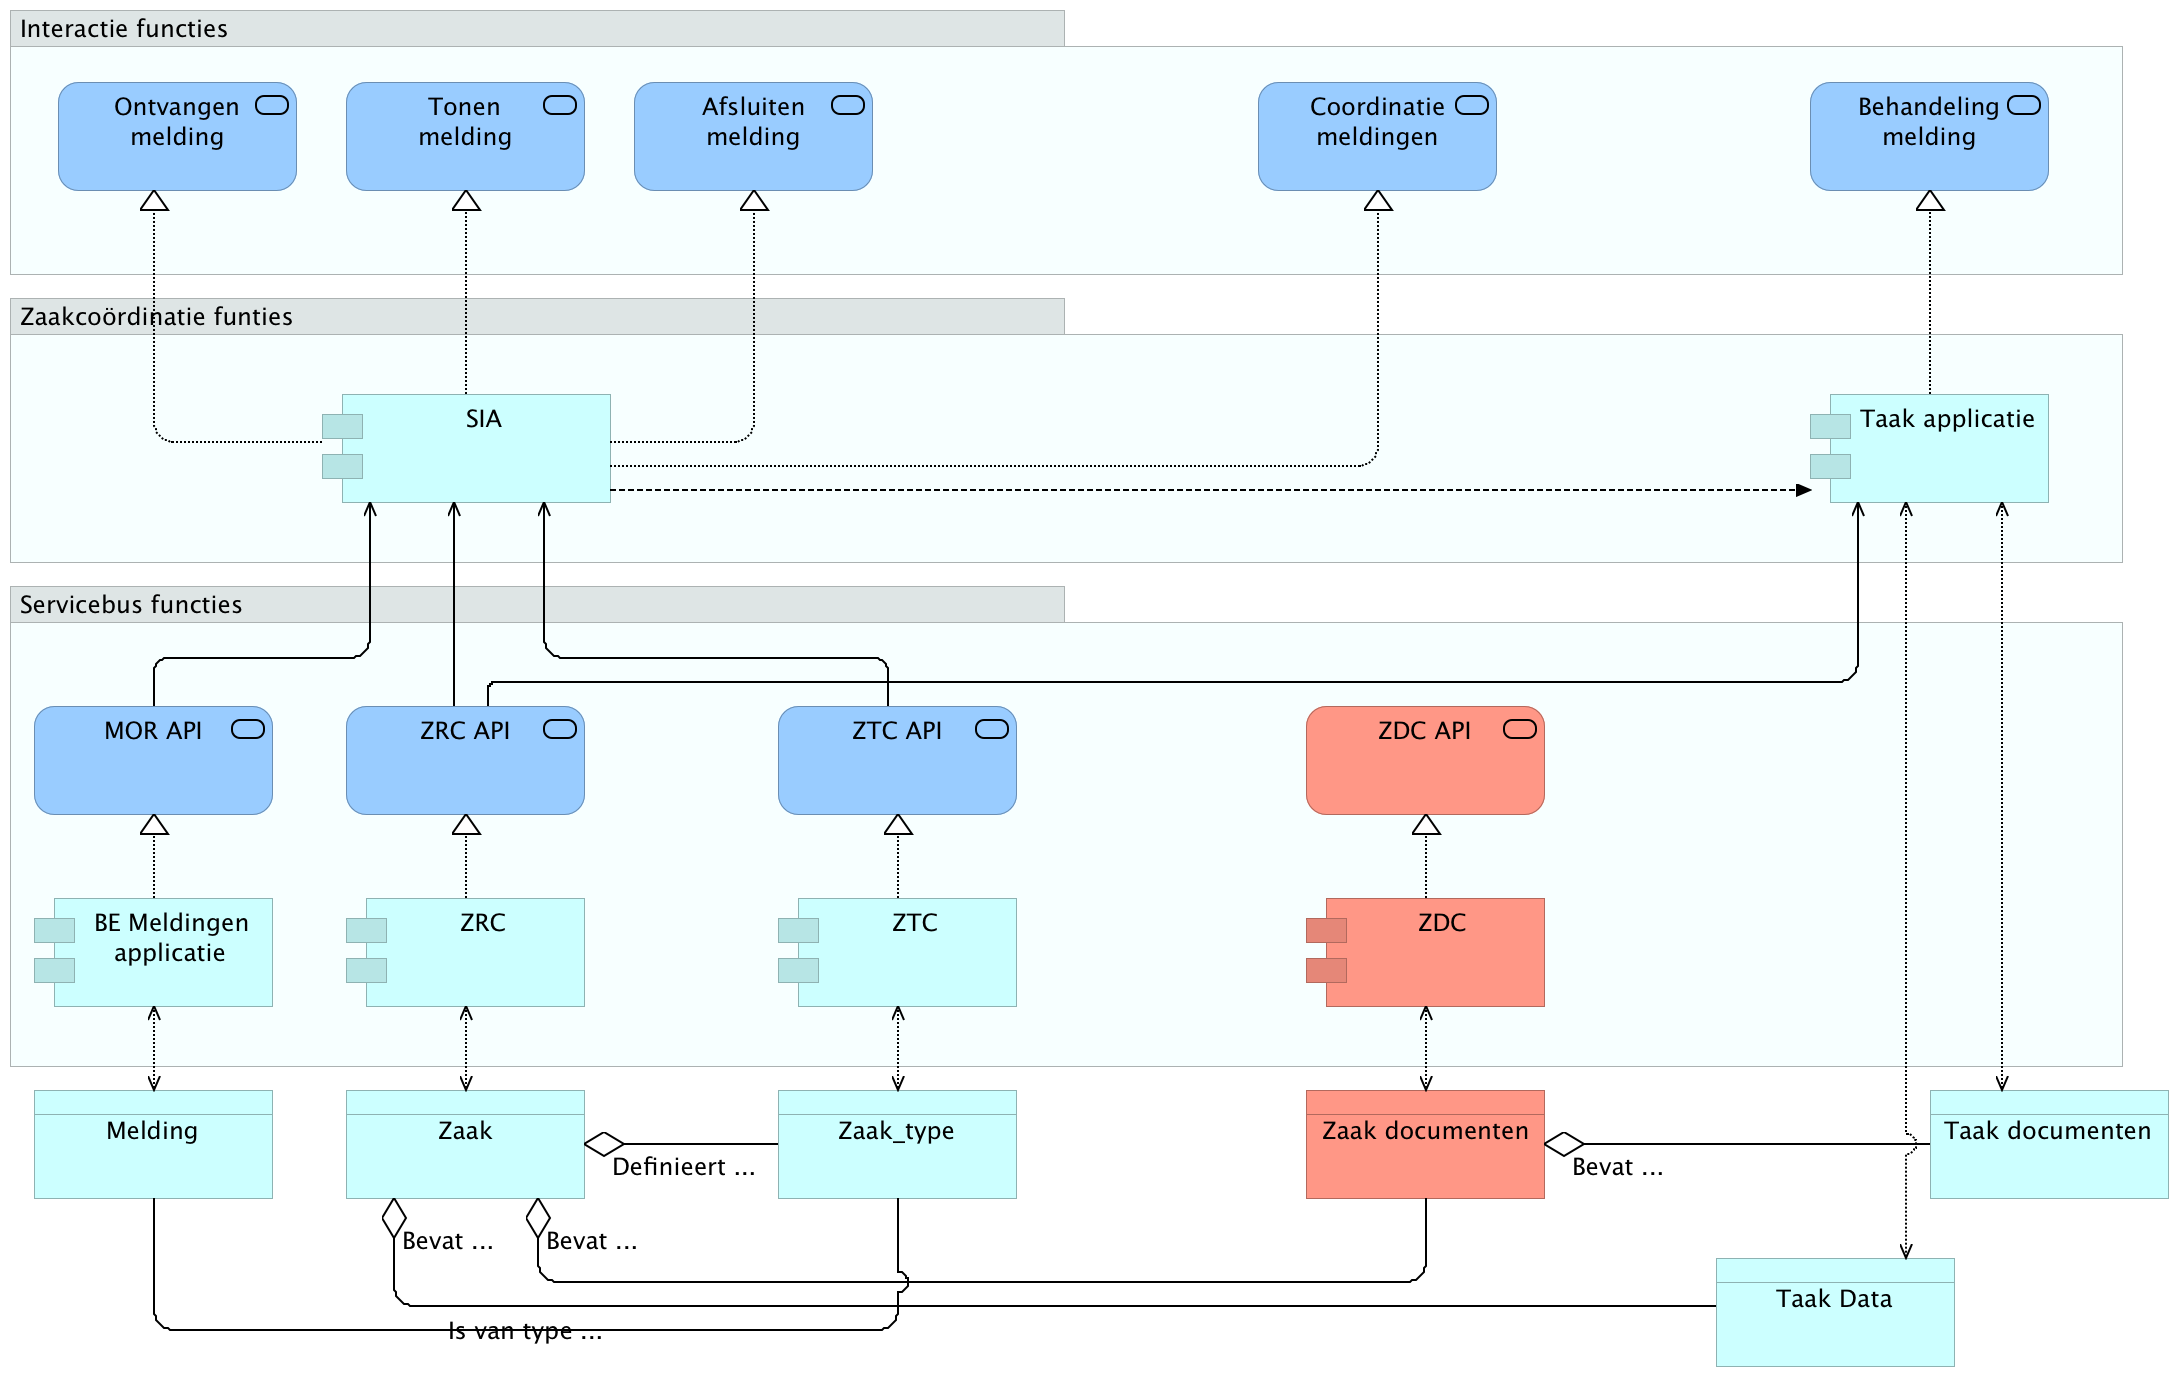 Interactie functies
Ontvangen
melding
Tonen
melding
Afsluiten
melding
Coordinatie
meldingen
Behandeling
melding
Zaakcoördinatie funties
SIA
Taak applicatie
Servicebus functies
MOR API
ZRC API
ZTC API
ZDC API
BE Meldingen
applicatie
ZRC
ZTC
ZDC
Melding
Zaak
Zaak_type
Zaak documenten
Taak documenten
Definieert ...
Bevat ...
Bevat ...
Bevat ...
Taak Data
Is van type ...